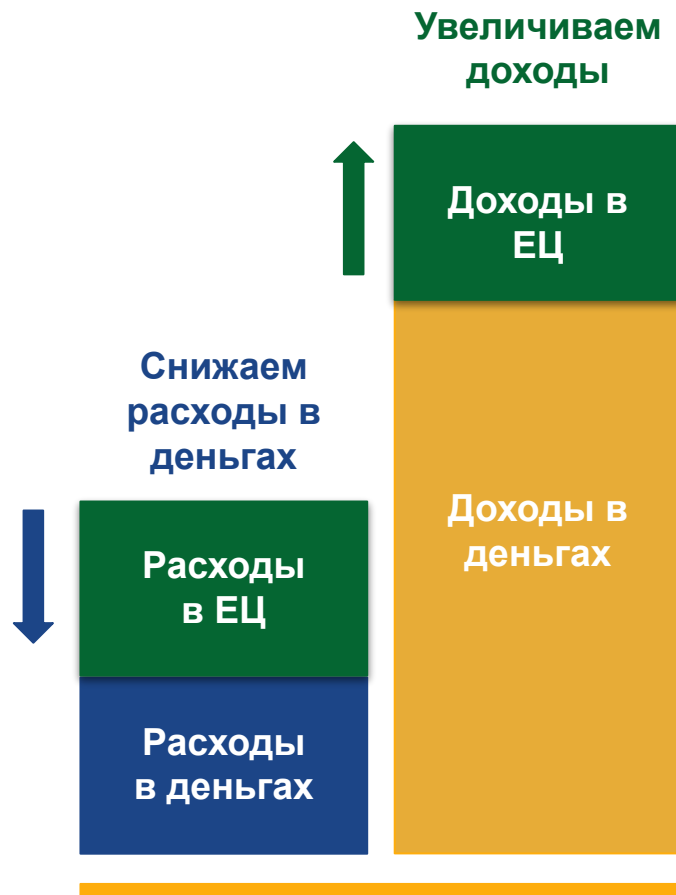 Увеличиваем
доходы
Доходы в
ЕЦ
Снижаем
расходы в
деньгах
Доходы в
деньгах
Расходы
в ЕЦ
Расходы
в деньгах